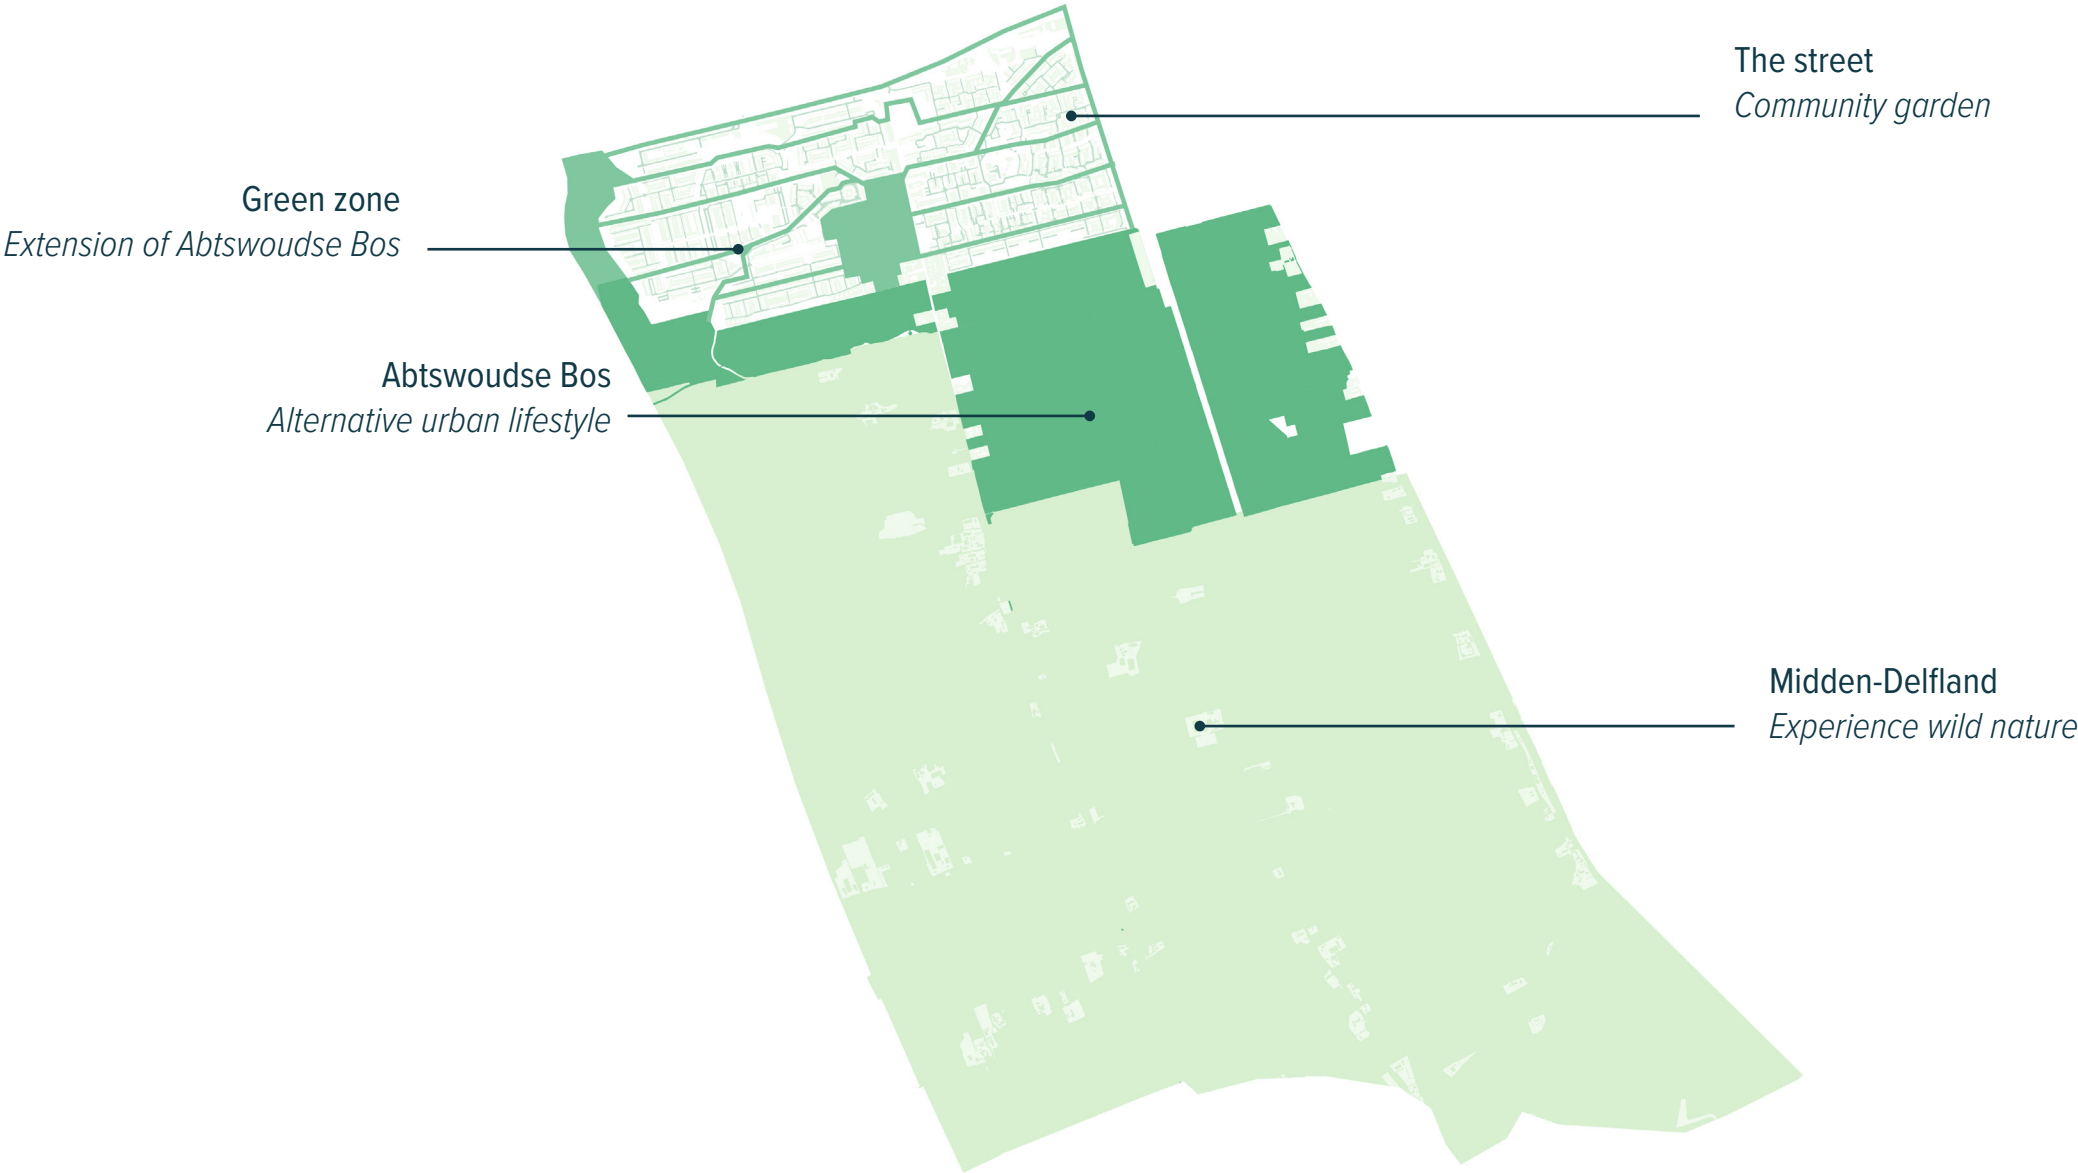 The street
Community garden
Green zone
Extension of Abtswoudse Bos
Abtswoudse Bos
Alternative urban lifestyle
Midden-Delfland
Experience wild nature